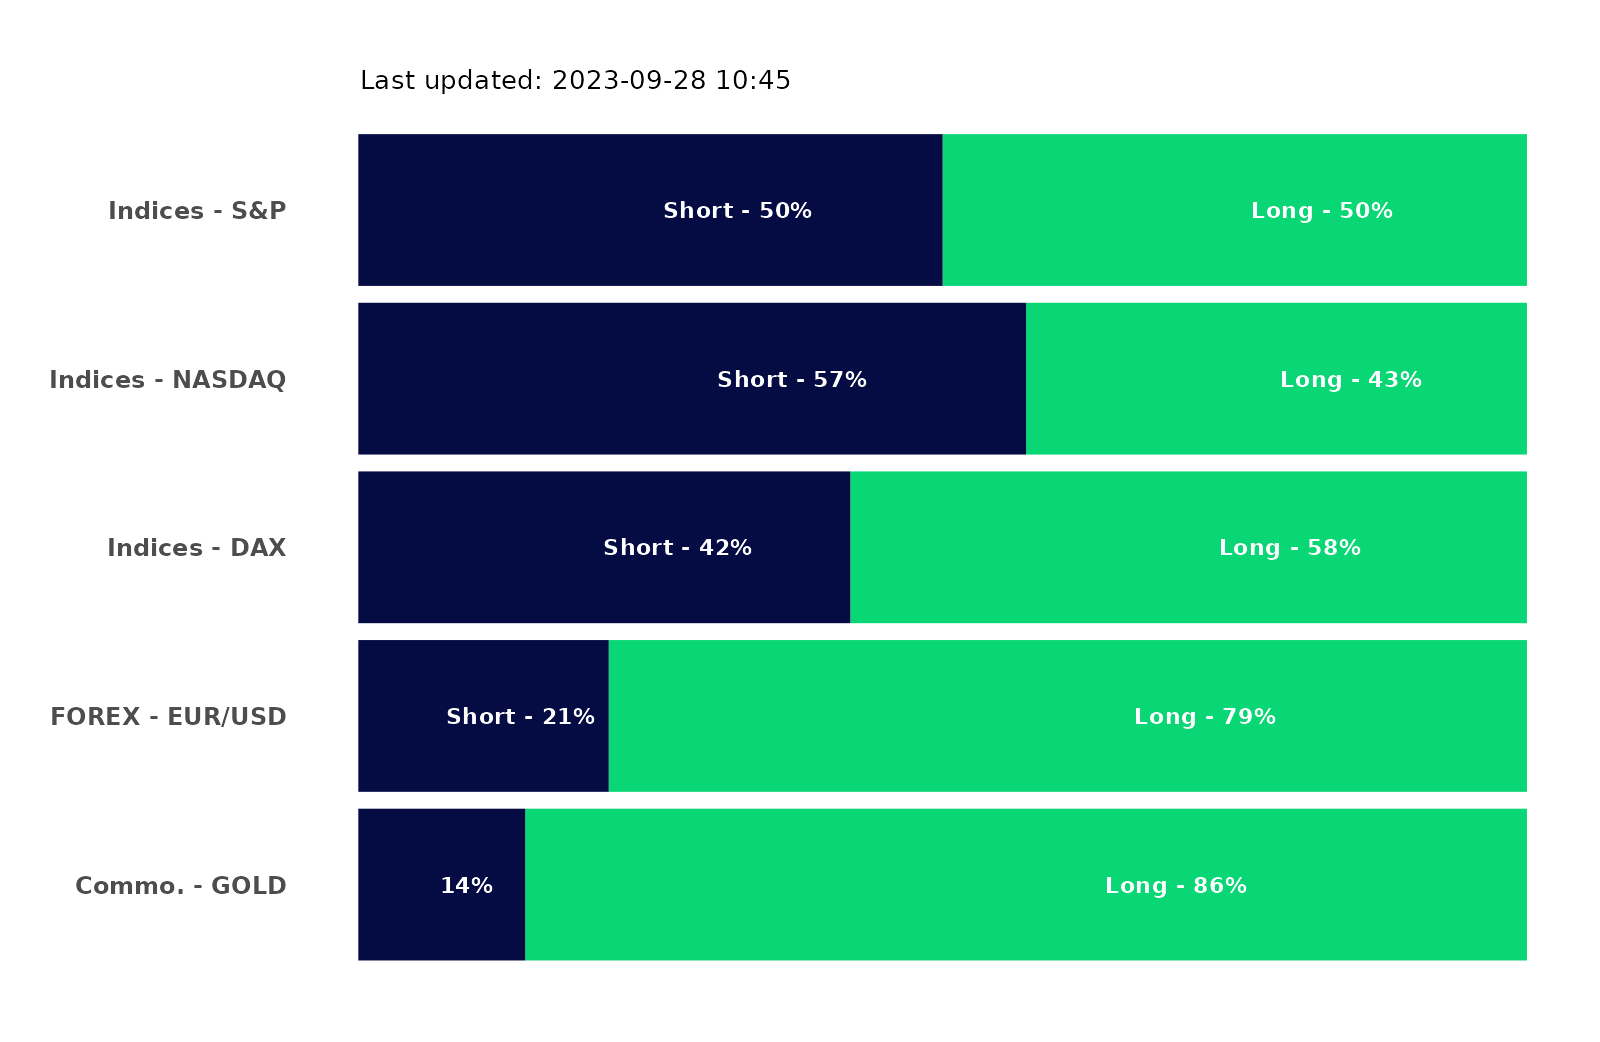 Last updated: 2023-09-28 10:45
Indices - S&P Short - 50% Long - 50%
Indices - NASDAQ Short - 57% Long - 43%
Indices - DAX Short - 42% Long - 58%
FOREX - EUR/USD Short - 21% Long - 79%
Commo. - GOLD 14% Long - 86%